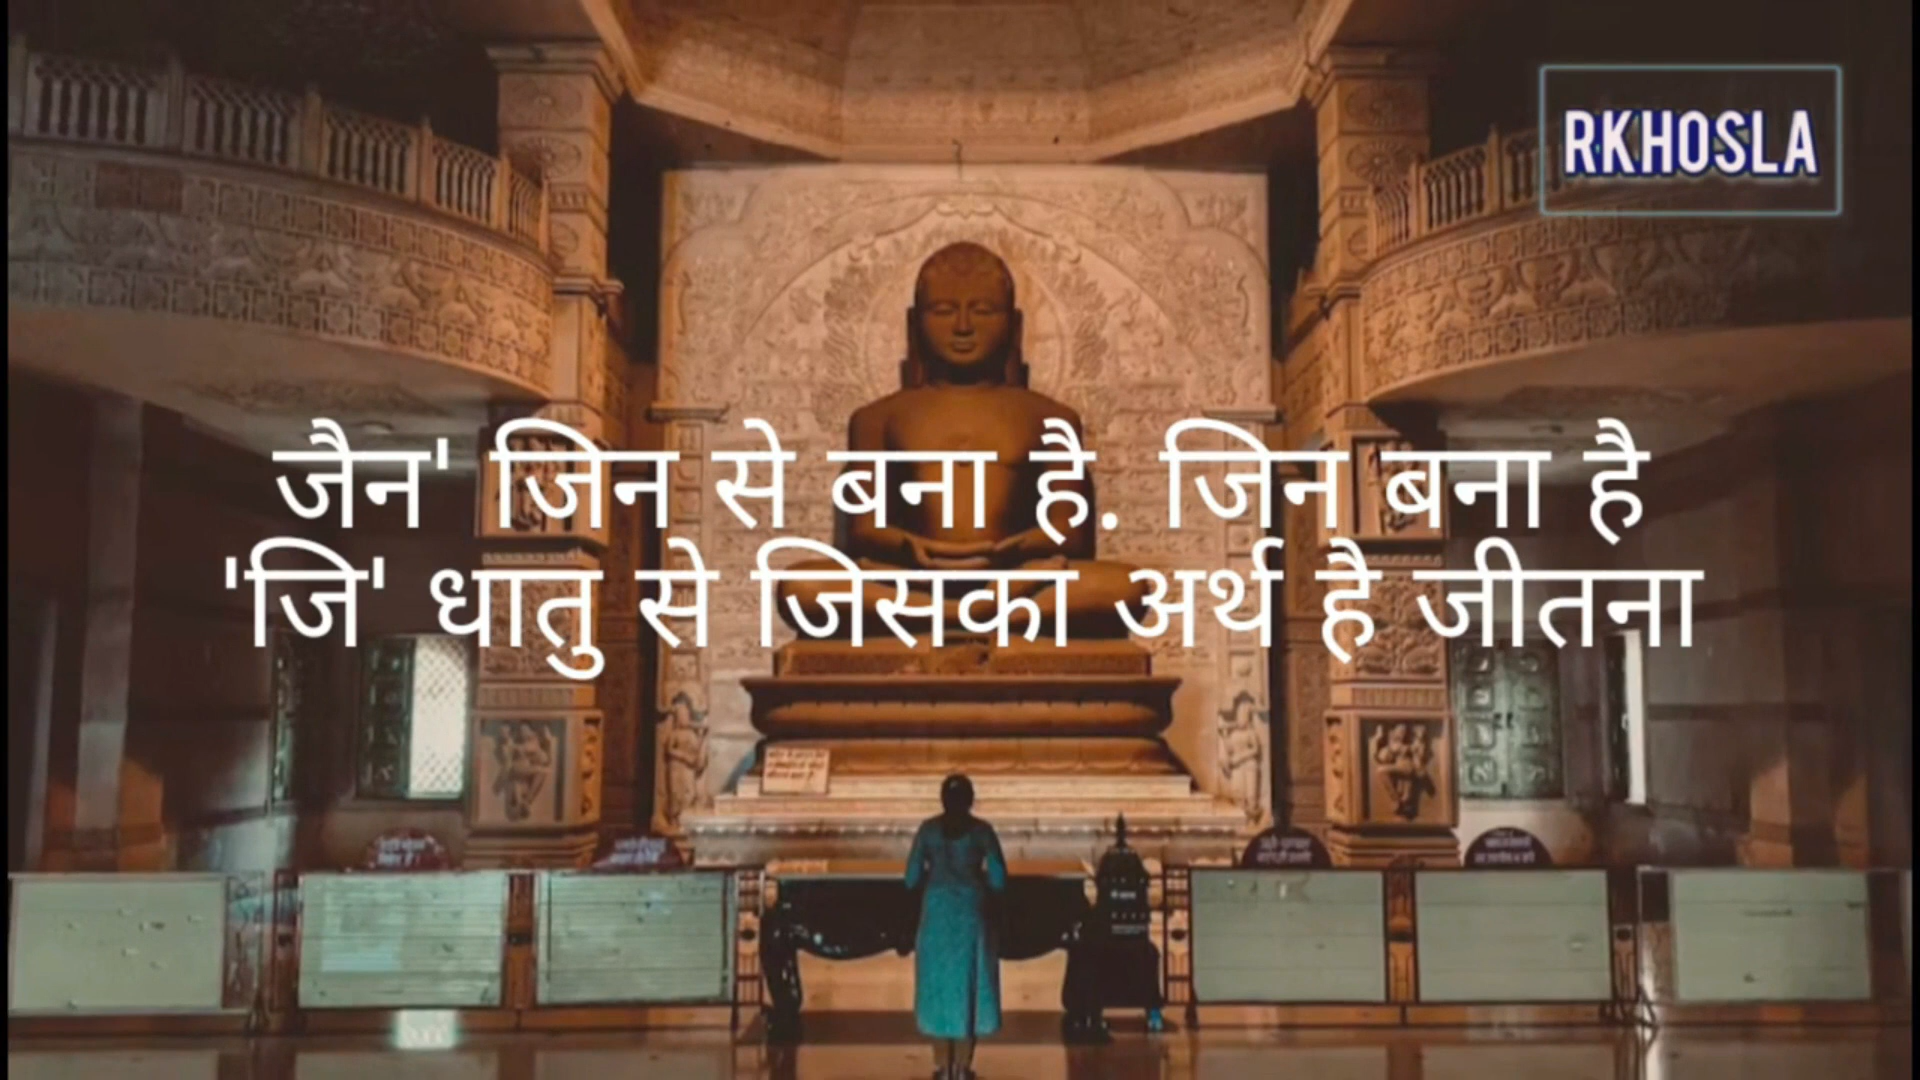 RKHOSLA
जैन' जिन से बना है. जिन बना है
'जि' धातु से जिसका अर्थ है जीतना